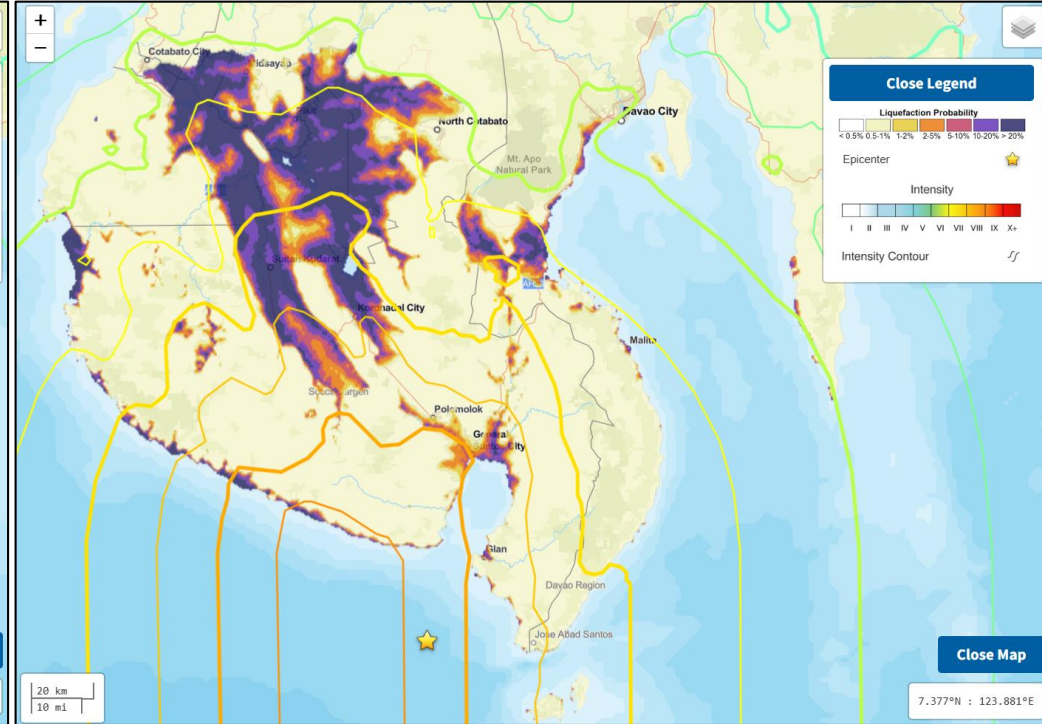 +
−
Cotabato City
North Cotabato
Davao City
Mt. Apo
Natural Park
Sultan Kudarat
Koronadal City
Malita
Polomolok
General
City
Glan
Davao Region
Jose Abad Santos
20 km
10 mi
Close Legend
Liquefaction Probability
< 0.5% 0.5-1% 1-2% 2-5% 5-10% 10-20% > 20%
Epicenter
Intensity
I II III IV V VI VII VIII IX X+
Intensity Contour
Close Map
7.377°N : 123.881°E